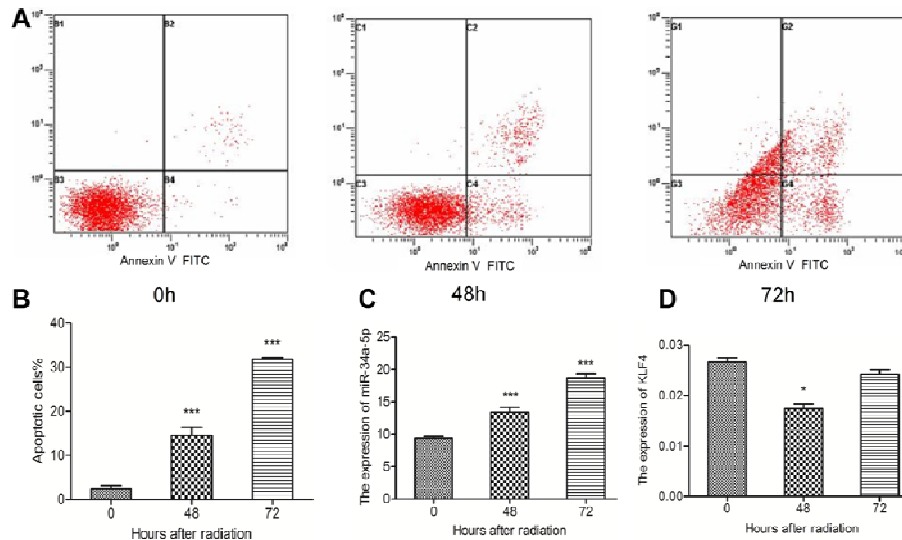 A
B1 B2
B3 B4
10⁰ 10¹ 10²
Annexin V FITC
C1 C2
C3 C4
Annexin V FITC
G1 G2
G3 G4
Annexin V FITC
0h
48h
72h
B
Apoptotic cells%
40
30
20
10
0
***
***
0 48 72
Hours after radiation
C
The expression of miR-34a-5p
25
20
15
10
5
0
***
***
0 48 72
Hours after radiation
D
The expression of KLF4
0.03
0.02
0.01
0.00
*
0 48 72
Hours after radiation